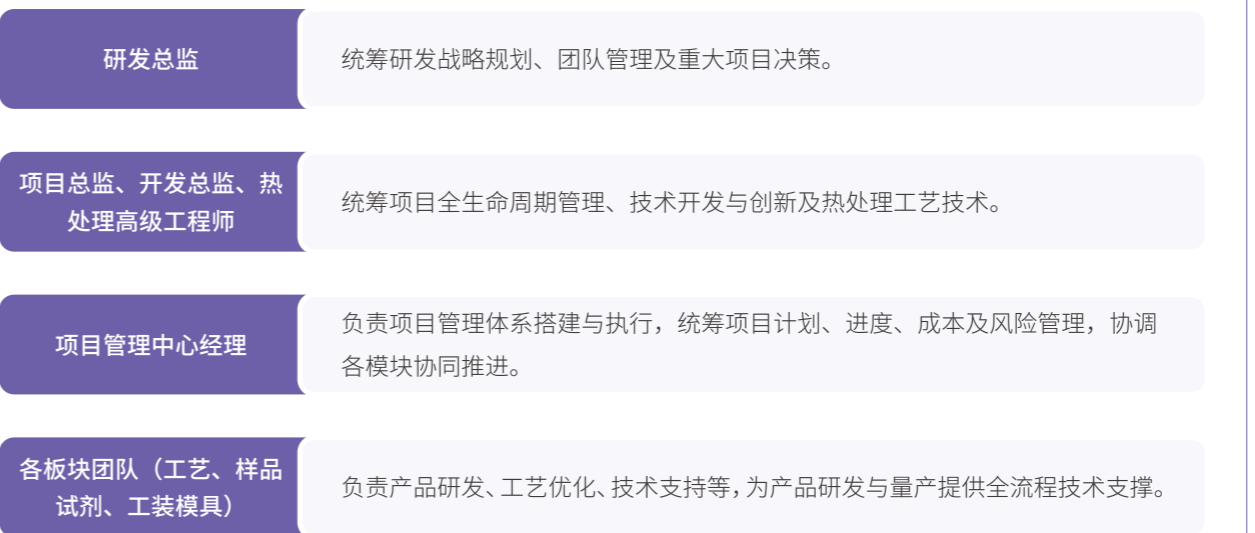 研发总监
统筹研发战略规划、团队管理及重大项目决策。
项目总监、开发总监、热
处理高级工程师
统筹项目全生命周期管理、技术开发与创新及热处理工艺技术。
项目管理中心经理
负责项目管理体系搭建与执行，统筹项目计划、进度、成本及风险管理，协调
各模块协同推进。
各板块团队（工艺、样品
试剂、工装模具）
负责产品研发、工艺优化、技术支持等，为产品研发与量产提供全流程技术支撑。